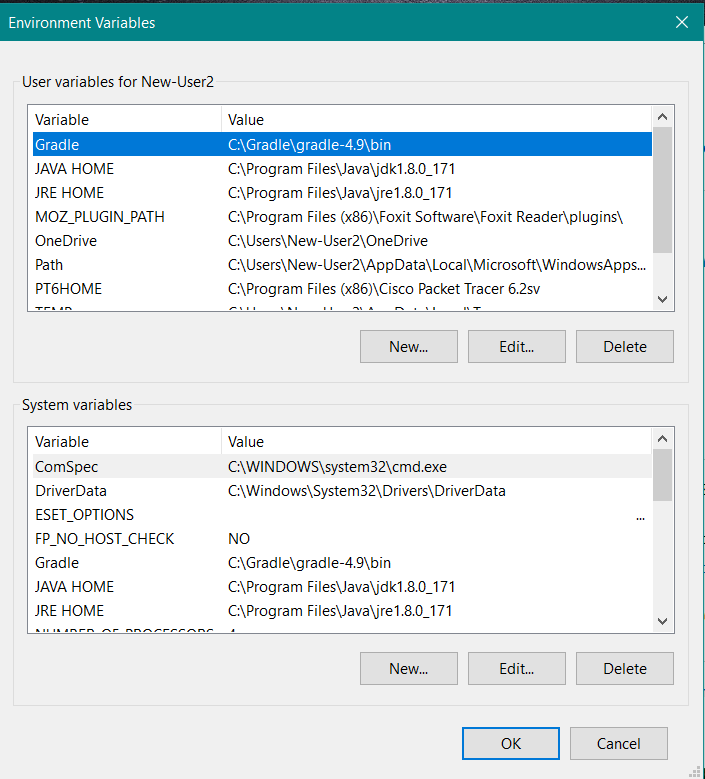 Environment Variables
User variables for New-User2
Variable Value
Gradle C:\Gradle\gradle-4.9\bin
JAVA HOME C:\Program Files\Java\jdk1.8.0_171
JRE HOME C:\Program Files\Java\jre1.8.0_171
MOZ_PLUGIN_PATH C:\Program Files (x86)\Foxit Software\Foxit Reader\plugins\
OneDrive C:\Users\New-User2\OneDrive
Path C:\Users\New-User2\AppData\Local\Microsoft\WindowsApps...
PT6HOME C:\Program Files (x86)\Cisco Packet Tracer 6.2sv
TEMP
New... Edit... Delete
System variables
Variable Value
ComSpec C:\WINDOWS\system32\cmd.exe
DriverData C:\Windows\System32\Drivers\DriverData
ESET_OPTIONS ...
FP_NO_HOST_CHECK NO
Gradle C:\Gradle\gradle-4.9\bin
JAVA HOME C:\Program Files\Java\jdk1.8.0_171
JRE HOME C:\Program Files\Java\jre1.8.0_171
NUMBER_OF_PROCESSORS 4
New... Edit... Delete
OK Cancel